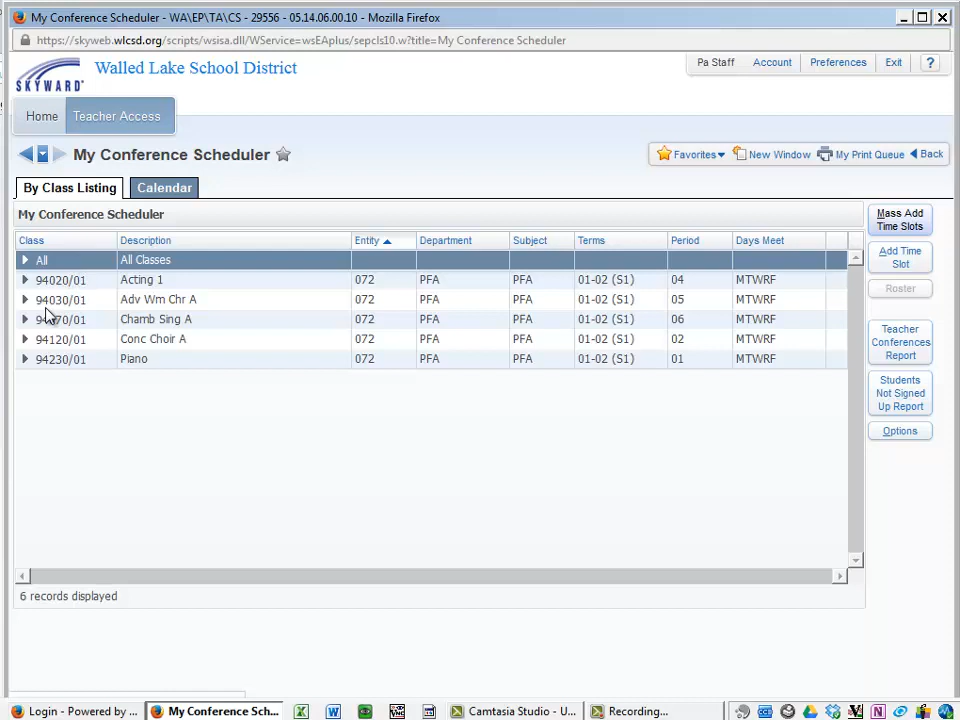 My Conference Scheduler - WA\EP\TA\CS - 29556 - 05.14.06.00.10 - Mozilla Firefox
https://skyweb.wlcsd.org/scripts/wsisa.dll/WService=wsEAplus/sepcls10.w?title=My Conference Scheduler
SKYWARD
Walled Lake School District
Pa Staff Account Preferences Exit ?
Home Teacher Access
My Conference Scheduler
Favorites New Window My Print Queue Back
By Class Listing Calendar
My Conference Scheduler
Class Description Entity Department Subject Terms Period Days Meet
All All Classes
94020/01 Acting 1 072 PFA PFA 01-02 (S1) 04 MTWRF
94030/01 Adv Wm Chr A 072 PFA PFA 01-02 (S1) 05 MTWRF
70/01 Chamb Sing A 072 PFA PFA 01-02 (S1) 06 MTWRF
94120/01 Conc Choir A 072 PFA PFA 01-02 (S1) 02 MTWRF
94230/01 Piano 072 PFA PFA 01-02 (S1) 01 MTWRF
6 records displayed
Mass Add
Time Slots
Add Time
Slot
Roster
Teacher
Conferences
Report
Students
Not Signed
Up Report
Options
Login - Powered by ... My Conference Sch... Camtasia Studio - U... Recording...